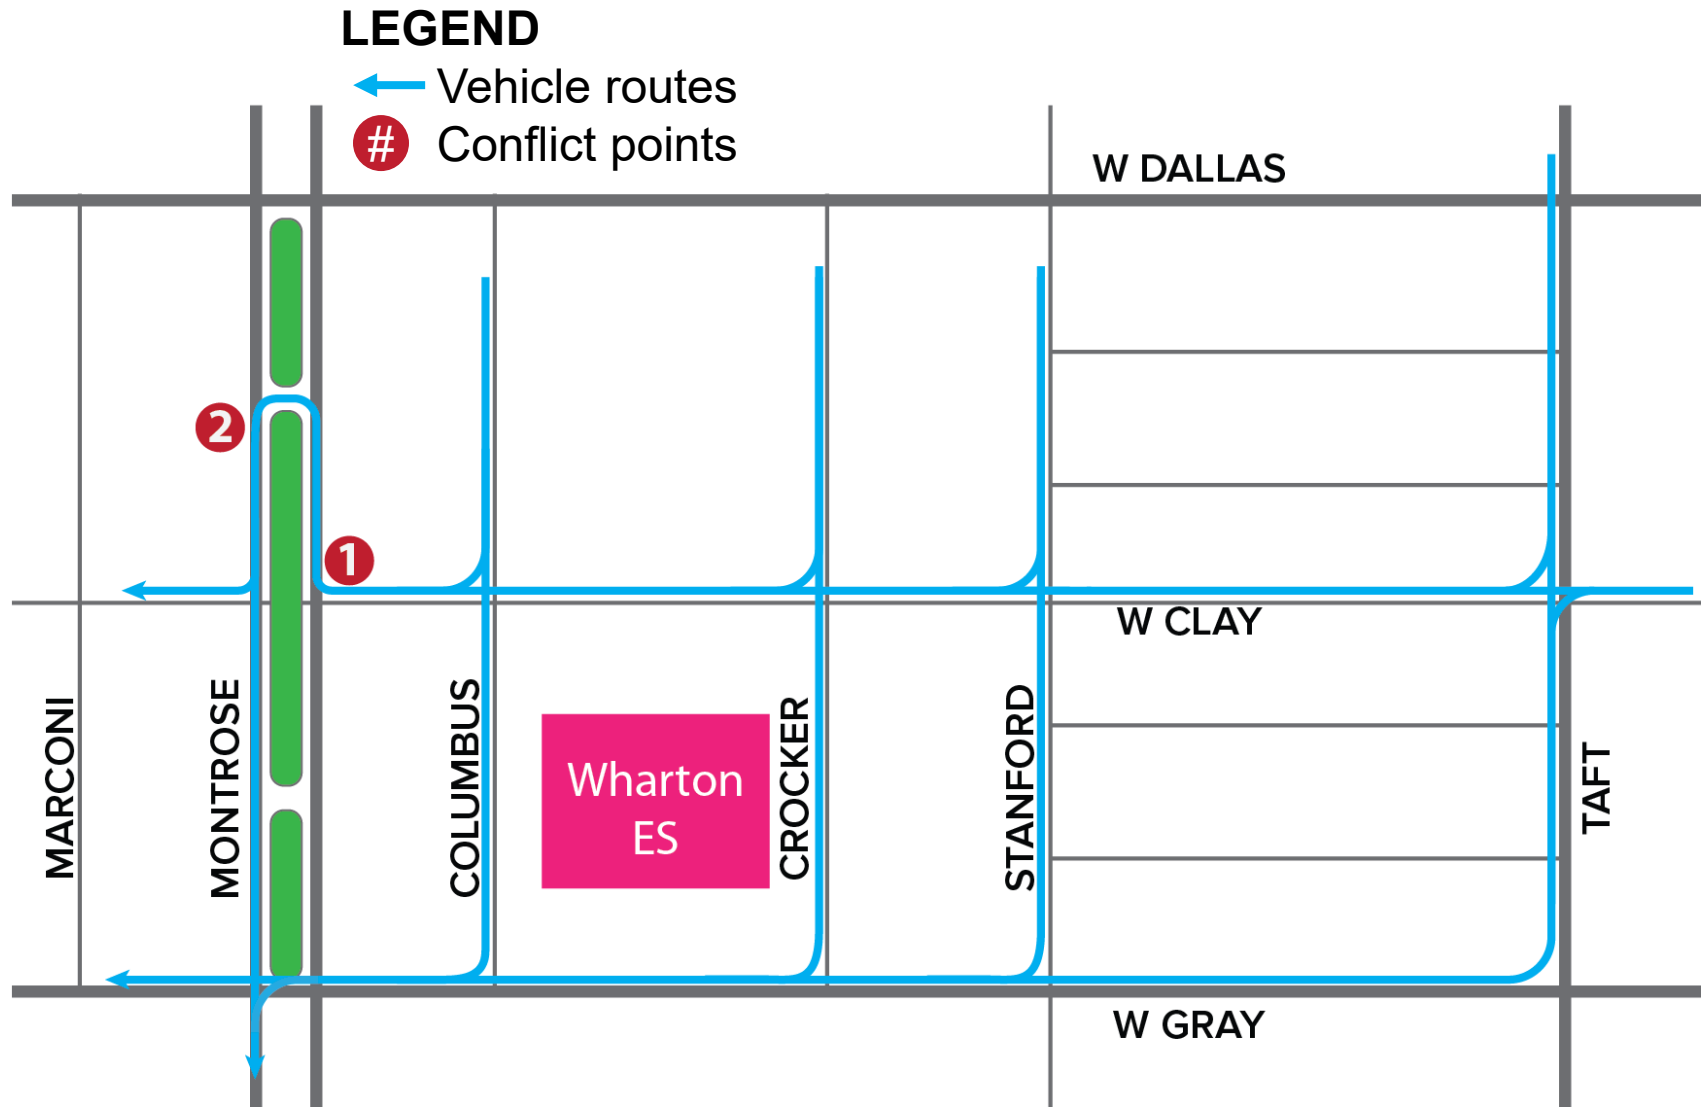 LEGEND
Vehicle routes
# Conflict points
W DALLAS
2
1
W CLAY
MARCONI
MONTROSE
COLUMBUS
Wharton
ES
CROCKER
STANFORD
TAFT
W GRAY